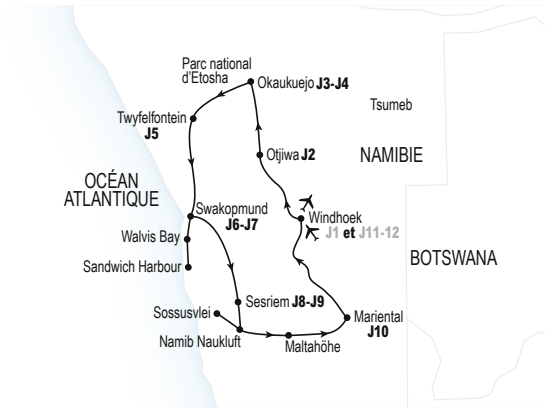 Parc national
d'Etosha
Okaukuejo J3-J4
Tsumeb
Twyfelfontein
J5
Otjiwa J2
NAMIBIE
OCÉAN
ATLANTIQUE
Swakopmund
J6-J7
Windhoek
J1 et J11-12
Walvis Bay
BOTSWANA
Sandwich Harbour
Sesriem J8-J9
Sossusvlei
Mariental
J10
Namib Naukluft
Maltahöhe